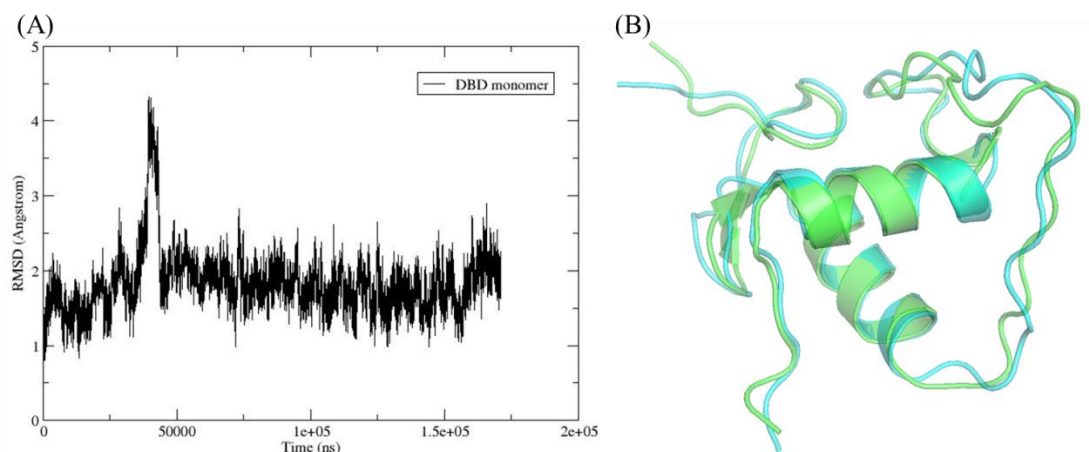 (A)
(B)
5
4
3
2
1
0
RMSD (Angstrom)
DBD monomer
0
50000
1e+05
1.5e+05
2e+05
Time (ns)